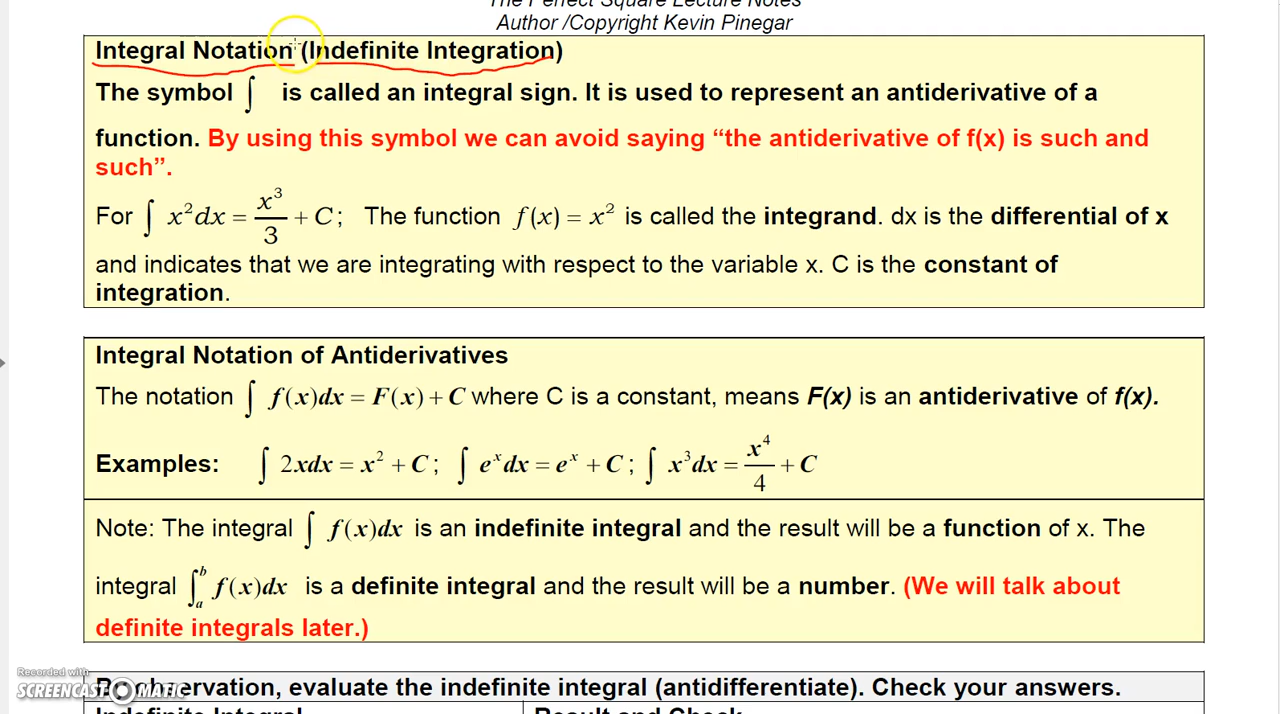 The Perfect Square Lecture Notes
Author /Copyright Kevin Pinegar
Integral Notation (Indefinite Integration)
The symbol ∫ is called an integral sign. It is used to represent an antiderivative of a
function. By using this symbol we can avoid saying “the antiderivative of f(x) is such and
such”.
For ∫ x²dx = x³/3 + C; The function f(x) = x² is called the integrand. dx is the differential of x
and indicates that we are integrating with respect to the variable x. C is the constant of
integration.
Integral Notation of Antiderivatives
The notation ∫ f(x)dx = F(x) + C where C is a constant, means F(x) is an antiderivative of f(x).
Examples: ∫ 2xdx = x² + C; ∫ eˣdx = eˣ + C; ∫ x³dx = x⁴/4 + C
Note: The integral ∫ f(x)dx is an indefinite integral and the result will be a function of x. The
integral ∫ₐᵇ f(x)dx is a definite integral and the result will be a number. (We will talk about
definite integrals later.)
Recorded with
SCREENCAST-O-MATIC
By observation, evaluate the indefinite integral (antidifferentiate). Check your answers.
Indefinite Integral Result and Check